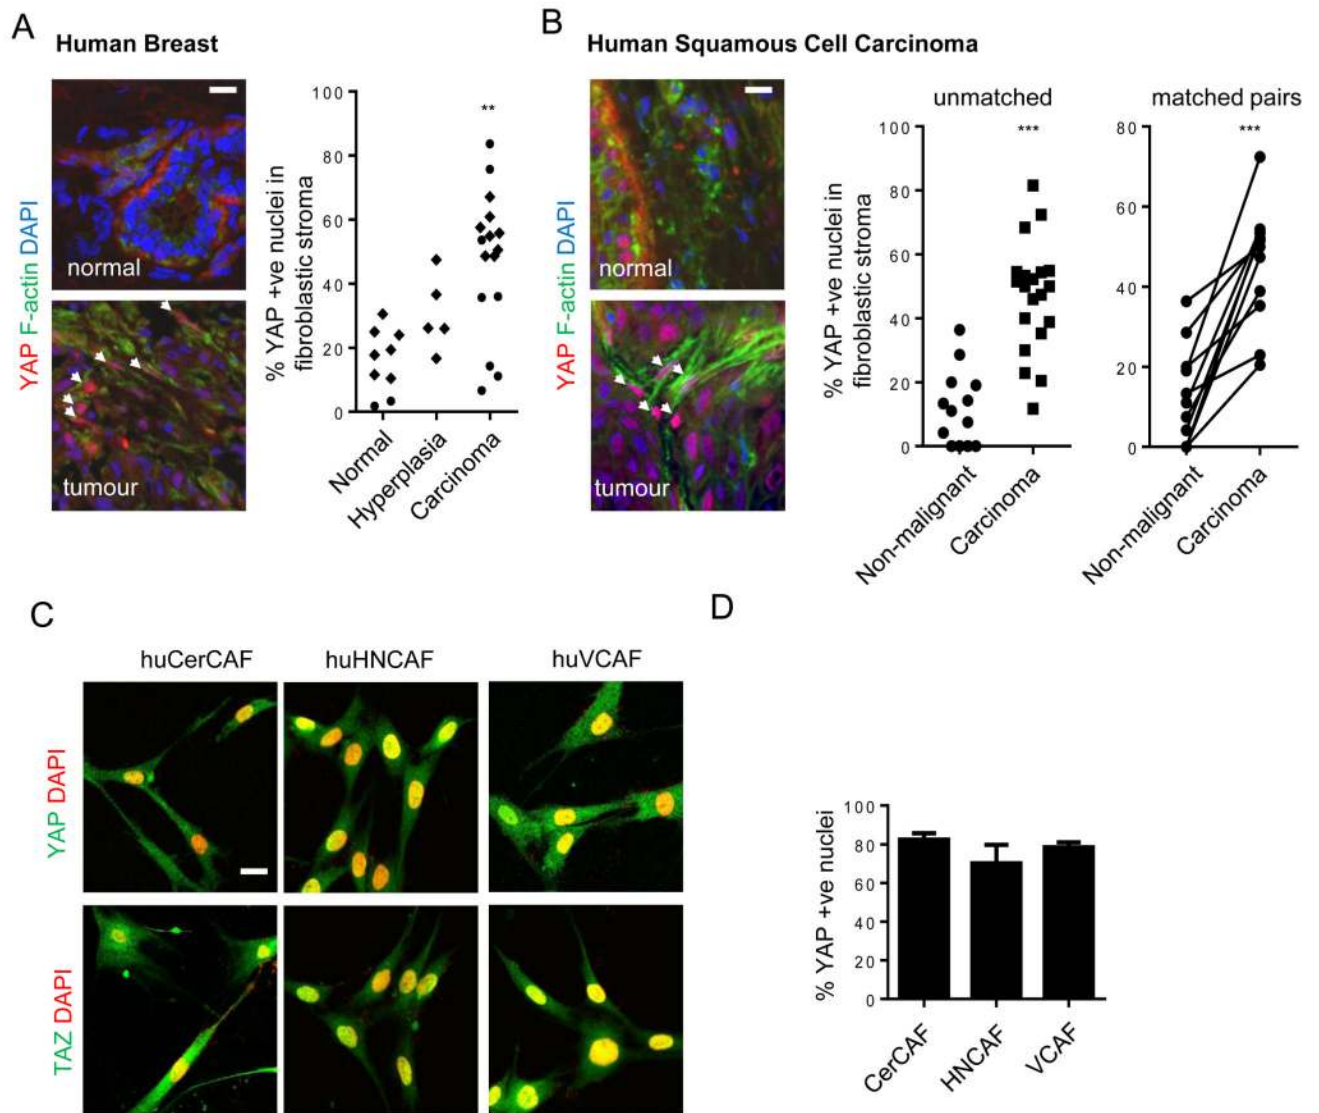 A
Human Breast
YAP F-actin DAPI
normal
tumour
% YAP +ve nuclei in
fibroblastic stroma
100
80
60
40
20
0
**
Normal
Hyperplasia
Carcinoma
B
Human Squamous Cell Carcinoma
YAP F-actin DAPI
normal
tumour
unmatched
% YAP +ve nuclei in
fibroblastic stroma
100
80
60
40
20
0
***
Non-malignant
Carcinoma
matched pairs
80
60
40
20
0
***
Non-malignant
Carcinoma
C
huCerCAF
huHNCAF
huVCAF
YAP DAPI
TAZ DAPI
D
% YAP +ve nuclei
100
80
60
40
20
0
CerCAF
HNCAF
VCAF